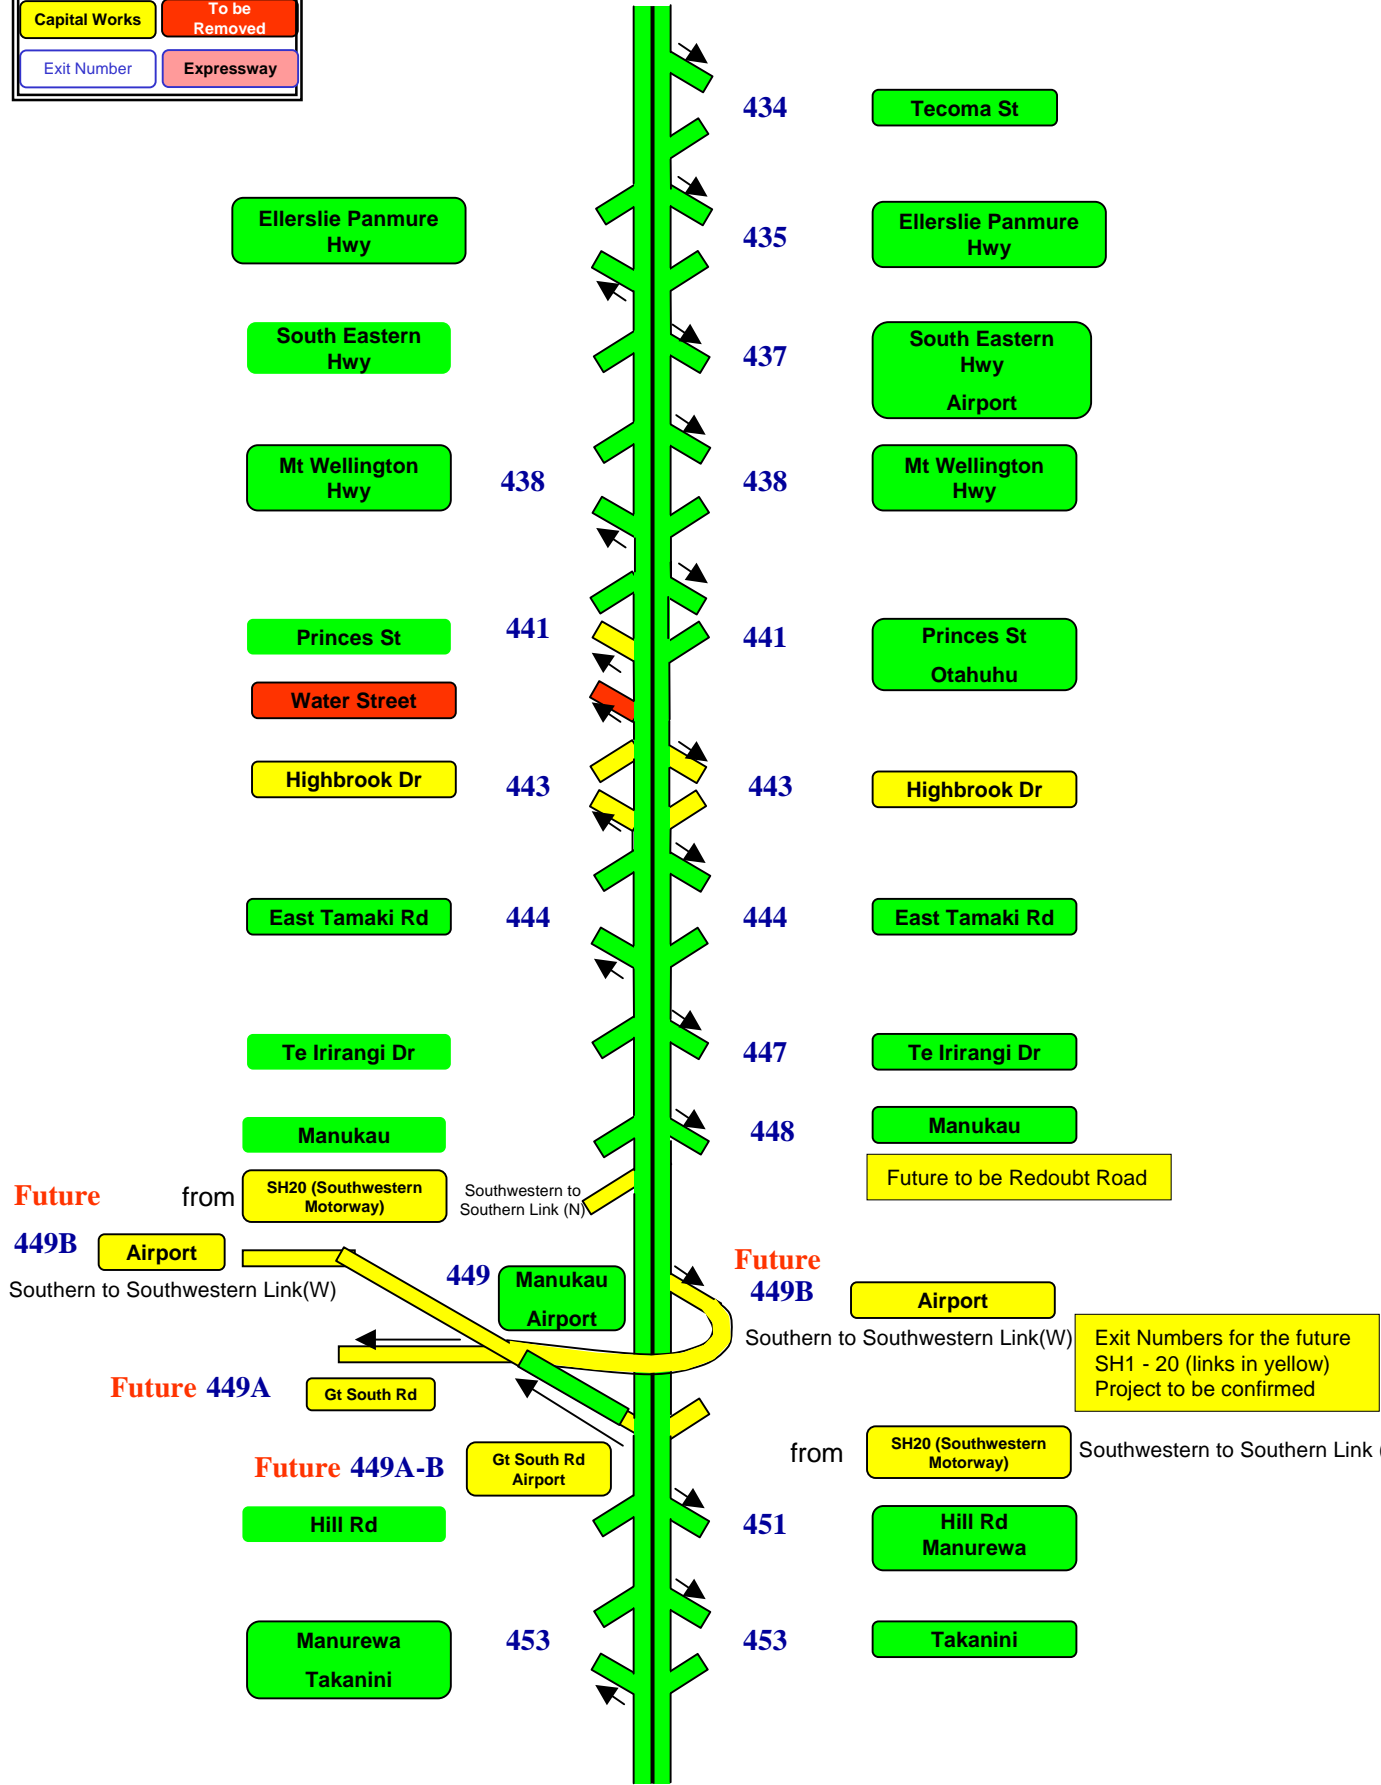 Capital Works
To be
Removed
Exit Number
Expressway
434
Tecoma St
Ellerslie Panmure
Hwy
435
Ellerslie Panmure
Hwy
South Eastern
Hwy
437
South Eastern
Hwy
Airport
Mt Wellington
Hwy
438
438
Mt Wellington
Hwy
Princes St
441
441
Princes St
Otahuhu
Water Street
Highbrook Dr
443
443
Highbrook Dr
East Tamaki Rd
444
444
East Tamaki Rd
Te Irirangi Dr
447
Te Irirangi Dr
Manukau
448
Manukau
Future to be Redoubt Road
Future
from
SH20 (Southwestern
Motorway)
Southwestern to
Southern Link (N)
449B
Airport
Southern to Southwestern Link(W)
449
Manukau
Airport
Future
449B
Airport
Southern to Southwestern Link(W)
Exit Numbers for the future
SH1 - 20 (links in yellow)
Project to be confirmed
Future 449A
Gt South Rd
Future 449A-B
Gt South Rd
Airport
from
SH20 (Southwestern
Motorway)
Southwestern to Southern Link (
Hill Rd
451
Hill Rd
Manurewa
Manurewa
Takanini
453
453
Takanini